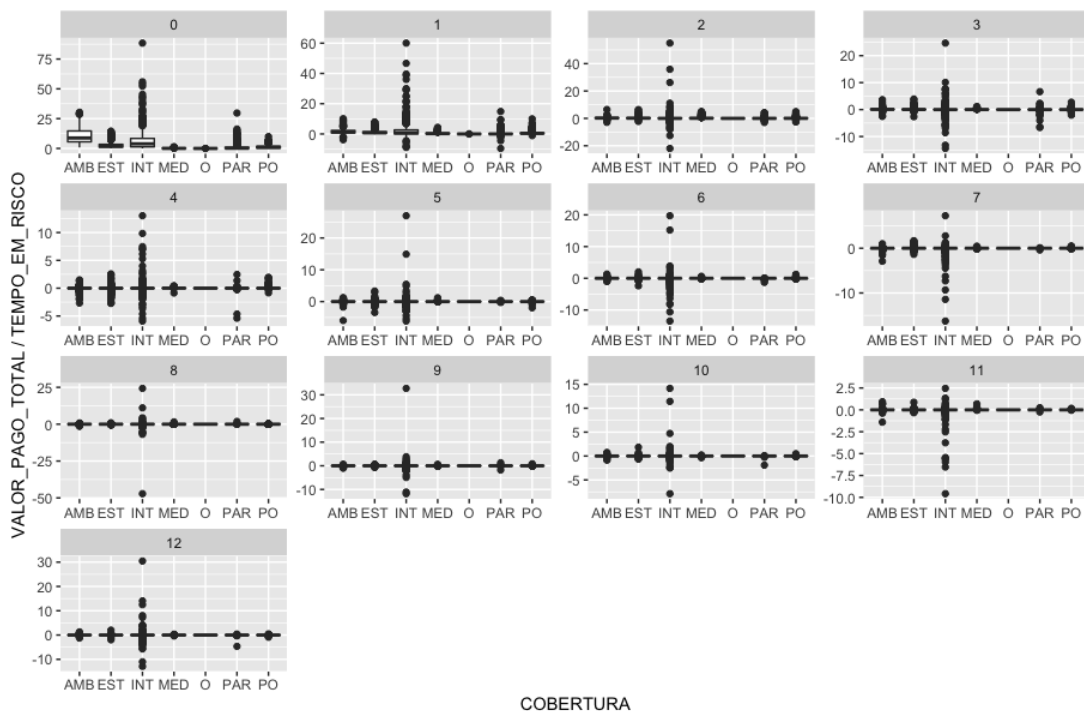 VALOR_PAGO_TOTAL / TEMPO_EM_RISCO
0 1 2 3
75 60 40 20
50 40 20 10
25 20 0 0
0 0 -20 -10
AMB EST INT MED O PAR PO AMB EST INT MED O PAR PO AMB EST INT MED O PAR PO AMB EST INT MED O PAR PO
4 5 6 7
10 20 20 0
5 10 10 -10
0 0 0
-5 -10
AMB EST INT MED O PAR PO AMB EST INT MED O PAR PO AMB EST INT MED O PAR PO AMB EST INT MED O PAR PO
8 9 10 11
25 30 15 2.5
0 20 10 0.0
-25 10 5 -2.5
-50 0 0 -5.0
-10 -5 -7.5
-10.0
AMB EST INT MED O PAR PO AMB EST INT MED O PAR PO AMB EST INT MED O PAR PO AMB EST INT MED O PAR PO
12
30
20
10
0
-10
AMB EST INT MED O PAR PO
COBERTURA